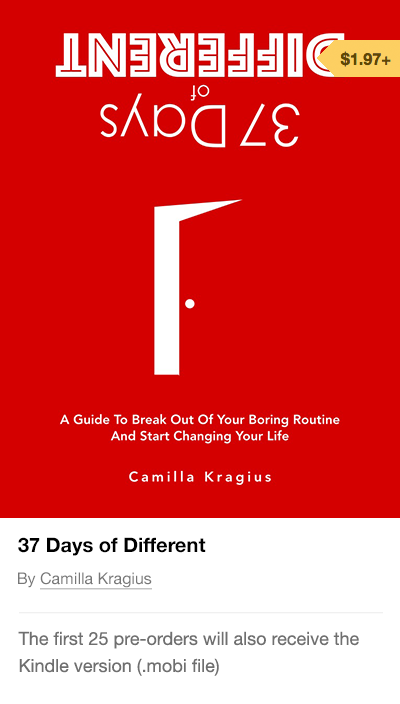 DIFFERENT
of
37 Days
$1.97+
A Guide To Break Out Of Your Boring Routine
And Start Changing Your Life
Camilla Kragius
37 Days of Different
By Camilla Kragius
The first 25 pre-orders will also receive the
Kindle version (.mobi file)